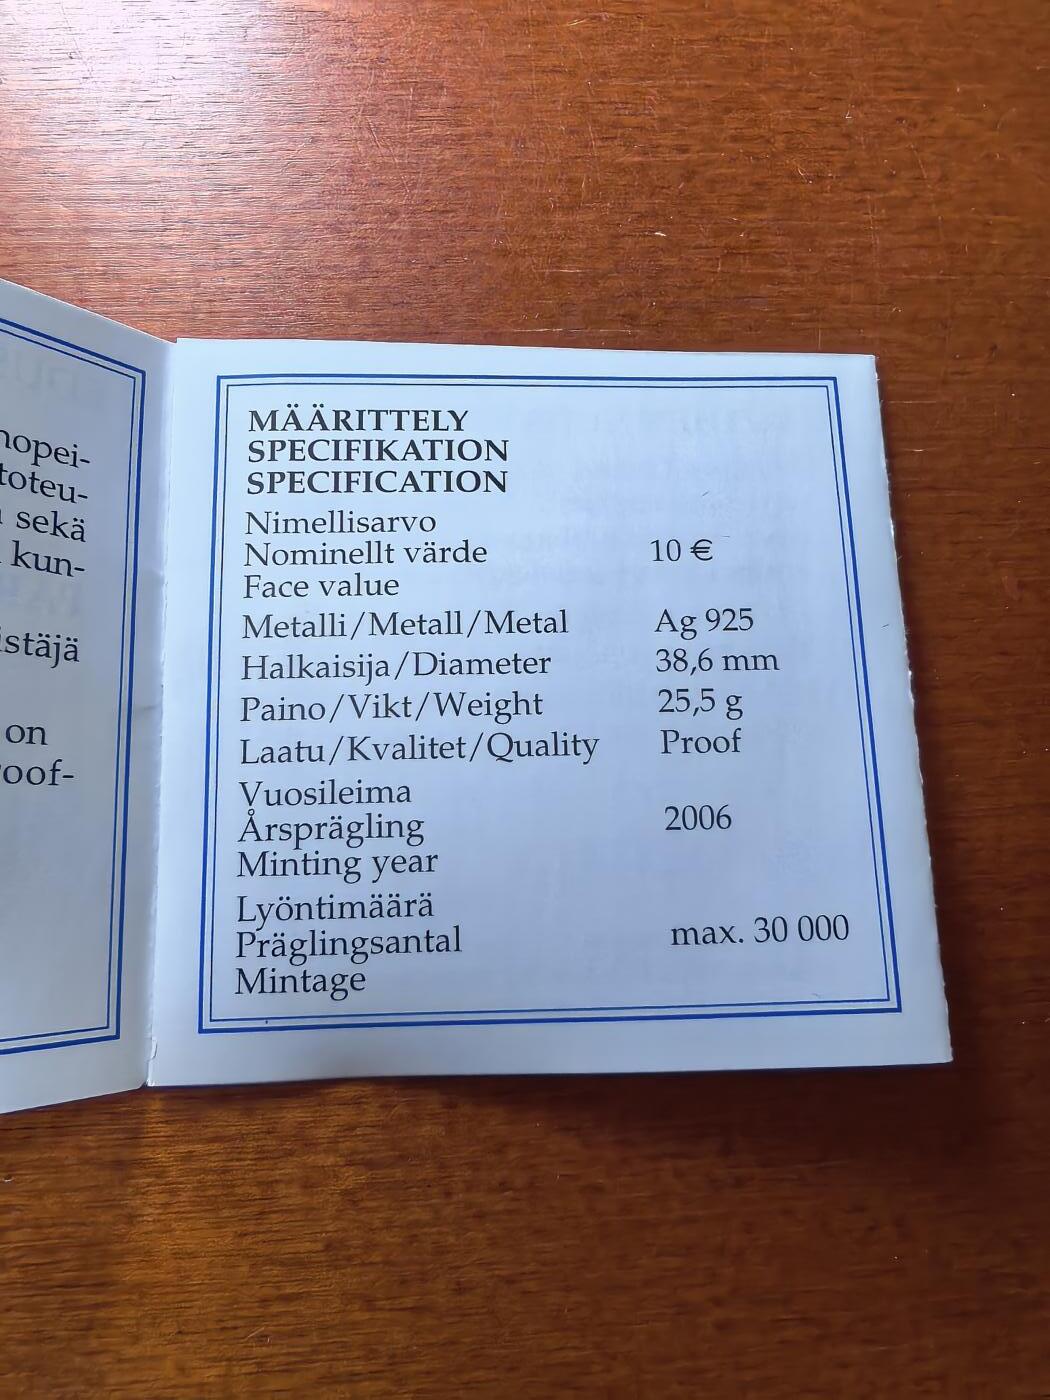 nopei-
toteu-
sekä
kun-
istäjä
on
roof-
MÄÄRITTELY
SPECIFIKATION
SPECIFICATION
Nimellisarvo
Nominellt värde 10 €
Face value
Metalli/Metall/Metal Ag 925
Halkaisija/Diameter 38,6 mm
Paino/Vikt/Weight 25,5 g
Laatu/Kvalitet/Quality Proof
Vuosileima
Årsprägling 2006
Minting year
Lyöntimäärä
Präglingsantal max. 30 000
Mintage